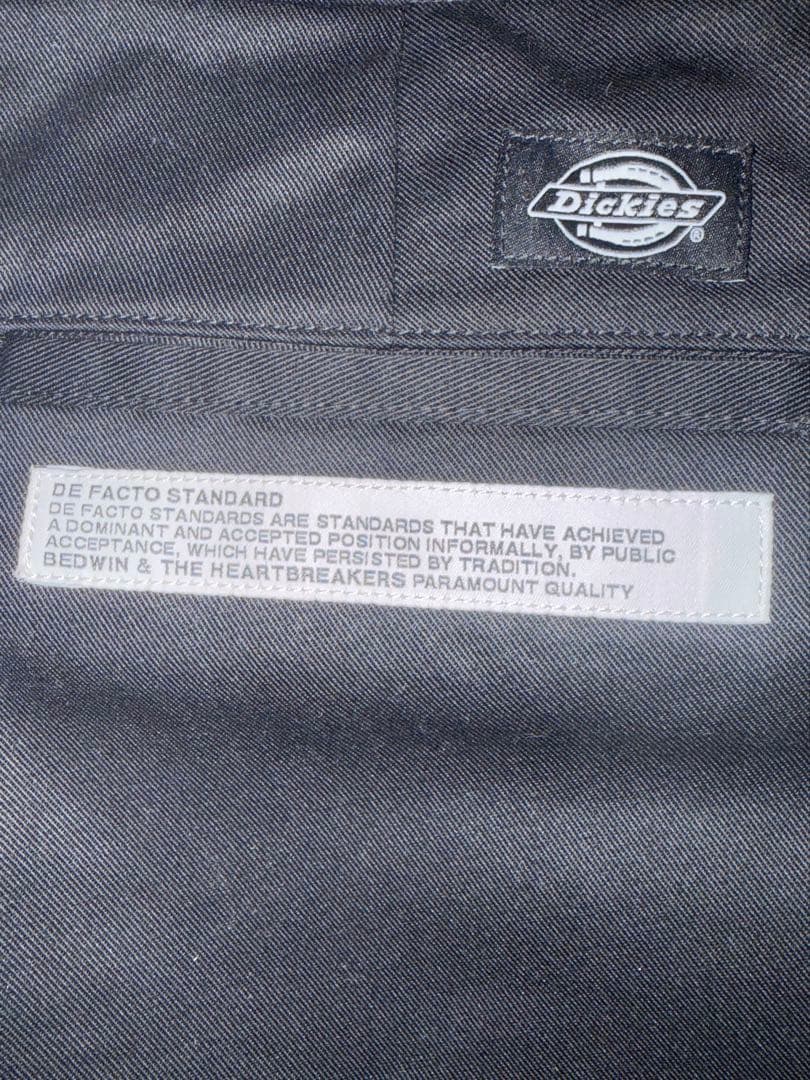 Dickies
®
DE FACTO STANDARD
DE FACTO STANDARDS ARE STANDARDS THAT HAVE ACHIEVED
A DOMINANT AND ACCEPTED POSITION INFORMALLY, BY PUBLIC
ACCEPTANCE, WHICH HAVE PERSISTED BY TRADITION.
BEDWIN & THE HEARTBREAKERS PARAMOUNT QUALITY